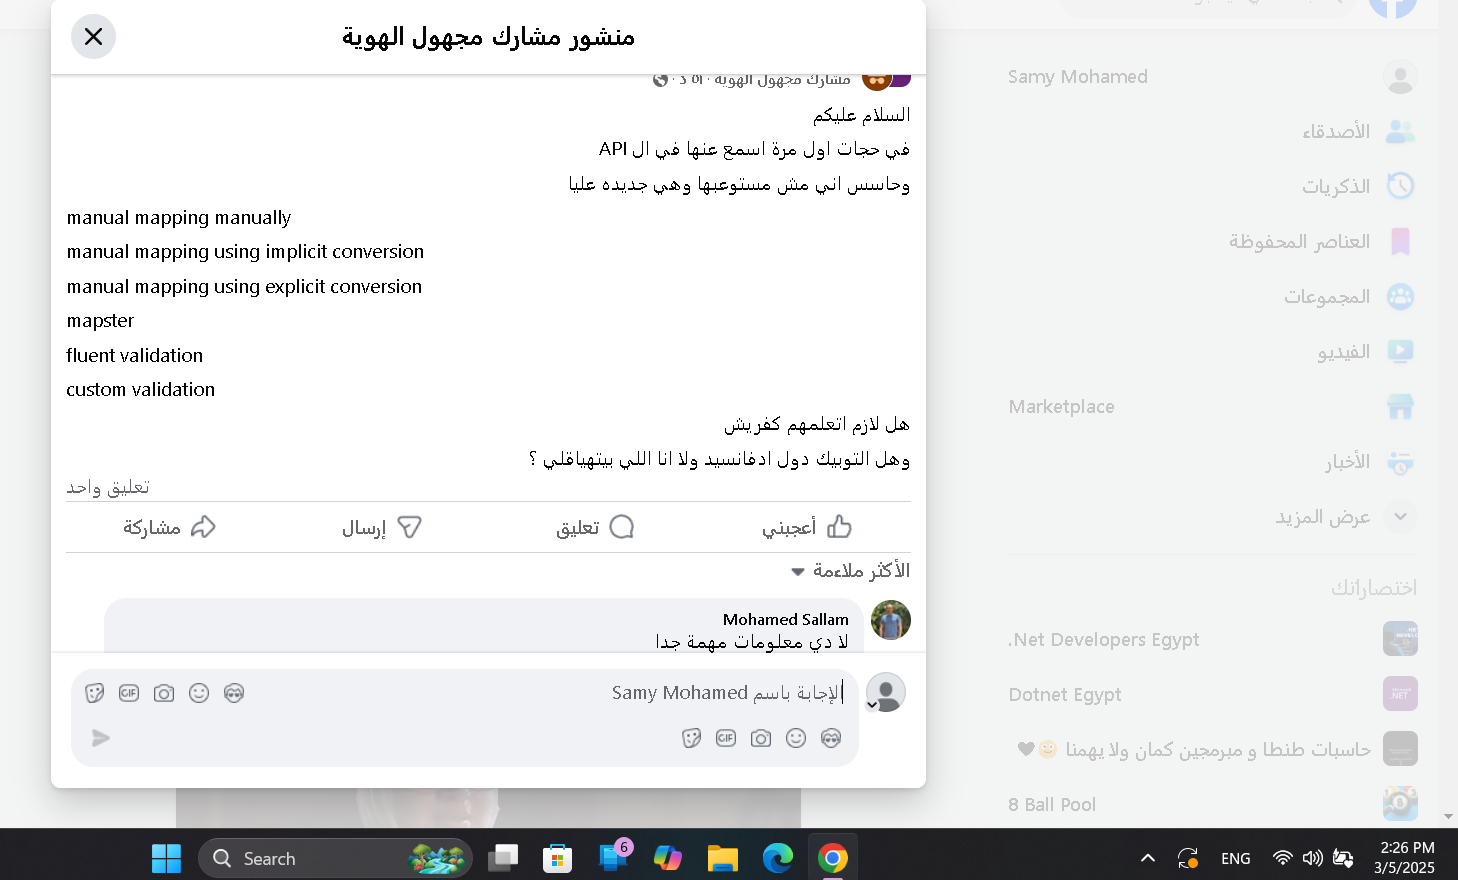 منشور مشارك مجهول الهوية
السلام عليكم
في حجات اول مرة اسمع عنها في ال API
وحاسس اني مش مستوعبها وهي جديده عليا
manual mapping manually
manual mapping using implicit conversion
manual mapping using explicit conversion
mapster
fluent validation
custom validation
هل لازم اتعلمهم كفريش
وهل التوبيك دول ادفانسيد ولا انا اللي بيتهياقلي ؟
تعليق واحد
أعجبني
تعليق
إرسال
مشاركة
الأكثر ملاءمة
Mohamed Sallam
لا دي معلومات مهمة جدا
الإجابة باسم Samy Mohamed
GIF
GIF
Samy Mohamed
الأصدقاء
الذكريات
العناصر المحفوظة
المجموعات
الفيديو
Marketplace
الأخبار
عرض المزيد
اختصاراتك
.Net Developers Egypt
Dotnet Egypt
حاسبات طنطا و مبرمجين كمان ولا يهمنا
8 Ball Pool
Search
6
ENG
2:26 PM
3/5/2025